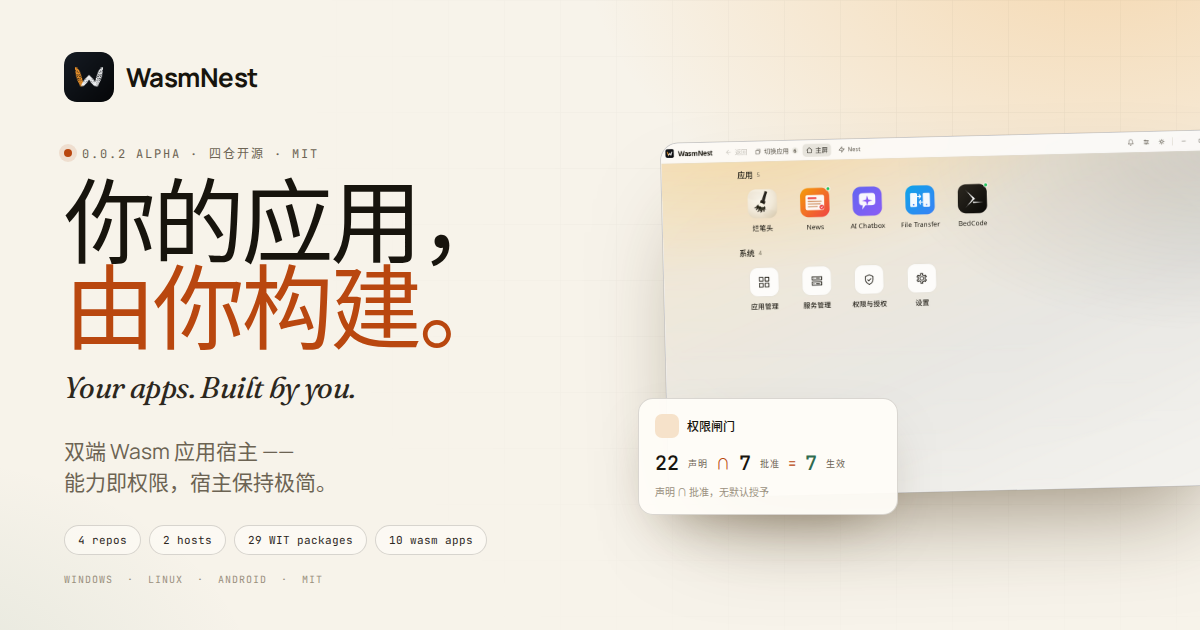 WasmNest
0.0.2 ALPHA · 四仓开源 · MIT
你的应用，
由你构建。
Your apps. Built by you.
双端 Wasm 应用宿主 ——
能力即权限，宿主保持极简。
4 repos
2 hosts
29 WIT packages
10 wasm apps
WINDOWS · LINUX · ANDROID · MIT
WasmNest
← 返回
切换应用
主屏
Nest
应用 5
烂笔头
News
AI Chatbox
File Transfer
BedCode
系统 4
应用管理
服务管理
权限与授权
设置
权限闸门
22 声明 ∩ 7 批准 = 7 生效
声明 ∩ 批准，无默认授予